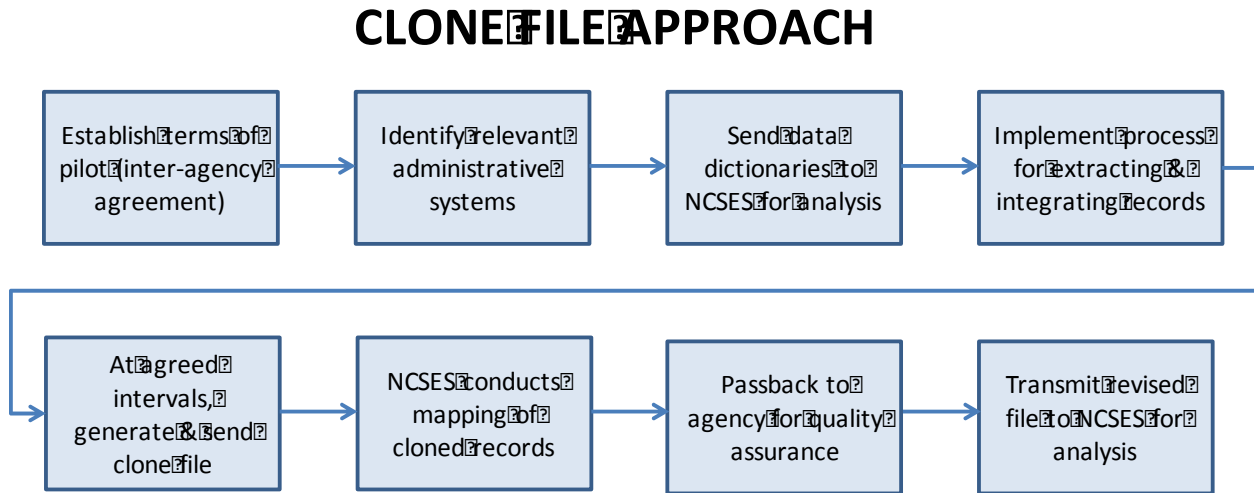 CLONE FILE APPROACH
Establish terms of
pilot (inter-agency
agreement)
Identify relevant
administrative
systems
Send data
dictionaries to
NCSES for analysis
Implement process
for extracting &
integrating records
At agreed
intervals,
generate & send
clone file
NCSES conducts
mapping of
cloned records
Passback to
agency for quality
assurance
Transmit revised
file to NCSES for
analysis